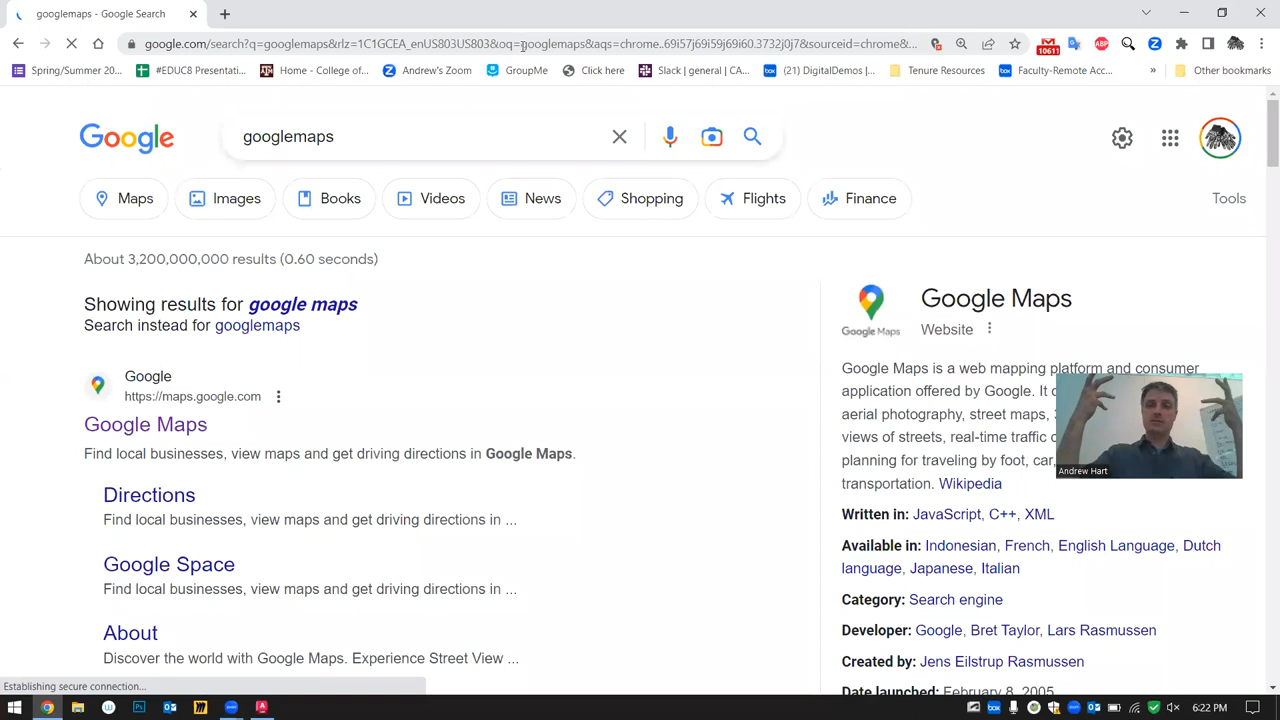 googlemaps - Google Search
google.com/search?q=googlemaps&rlz=1C1GCEA_enUS803US803&oq=googlemaps&aqs=chrome..69i57j69i59j69i60.3732j0j7&sourceid=chrome&...
10611
ABP
Spring/Summer 20...
#EDUC8 Presentati...
Home - College of...
Andrew's Zoom
GroupMe
Click here
Slack | general | CA...
(21) DigitalDemos |...
Tenure Resources
Faculty-Remote Acc...
»
Other bookmarks
Google
googlemaps
Maps
Images
Books
Videos
News
Shopping
Flights
Finance
Tools
About 3,200,000,000 results (0.60 seconds)
Showing results for google maps
Search instead for googlemaps
Google
https://maps.google.com
Google Maps
Find local businesses, view maps and get driving directions in Google Maps.
Directions
Find local businesses, view maps and get driving directions in ...
Google Space
Find local businesses, view maps and get driving directions in ...
About
Discover the world with Google Maps. Experience Street View ...
Google Maps
Google Maps
Website
Google Maps is a web mapping platform and consumer
application offered by Google. It
aerial photography, street maps,
views of streets, real-time traffic
planning for traveling by foot, car,
transportation. Wikipedia
Andrew Hart
Written in: JavaScript, C++, XML
Available in: Indonesian, French, English Language, Dutch
language, Japanese, Italian
Category: Search engine
Developer: Google, Bret Taylor, Lars Rasmussen
Created by: Jens Eilstrup Rasmussen
Date launched: February 8, 2005
Establishing secure connection...
6:22 PM